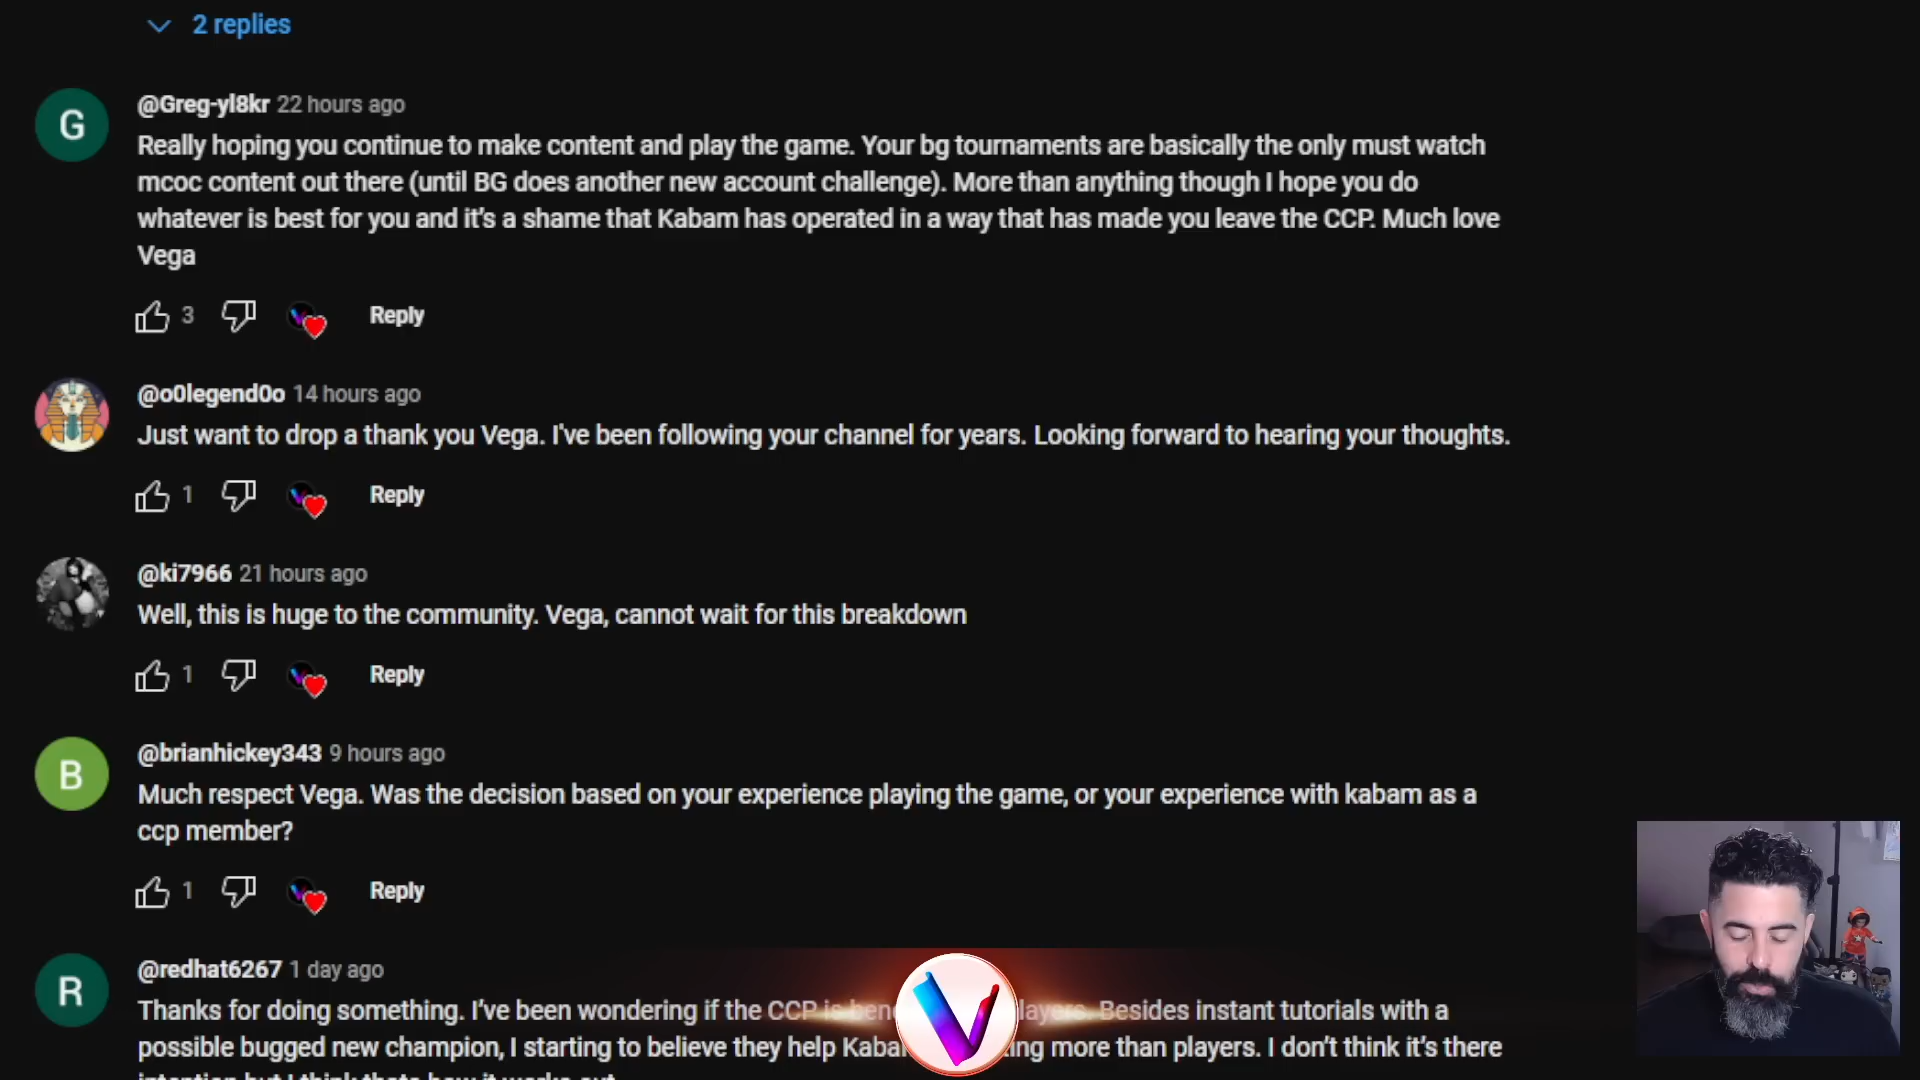 2 replies
G
@Greg-yl8kr 22 hours ago
Really hoping you continue to make content and play the game. Your bg tournaments are basically the only must watch
mcoc content out there (until BG does another new account challenge). More than anything though I hope you do
whatever is best for you and it's a shame that Kabam has operated in a way that has made you leave the CCP. Much love
Vega
3 Reply
@o0legend0o 14 hours ago
Just want to drop a thank you Vega. I've been following your channel for years. Looking forward to hearing your thoughts.
1 Reply
@ki7966 21 hours ago
Well, this is huge to the community. Vega, cannot wait for this breakdown
1 Reply
B
@brianhickey343 9 hours ago
Much respect Vega. Was the decision based on your experience playing the game, or your experience with kabam as a
ccp member?
1 Reply
R
@redhat6267 1 day ago
Thanks for doing something. I've been wondering if the CCP is Besides instant tutorials with a
possible bugged new champion, I starting to believe they help more than players. I don't think it's there
V